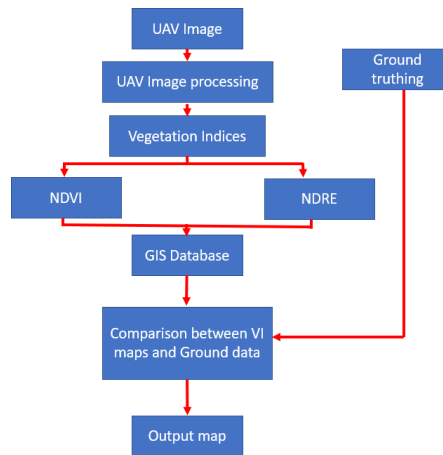 UAV Image
Ground
truthing
UAV Image processing
Vegetation Indices
NDVI
NDRE
GIS Database
Comparison between VI
maps and Ground data
Output map